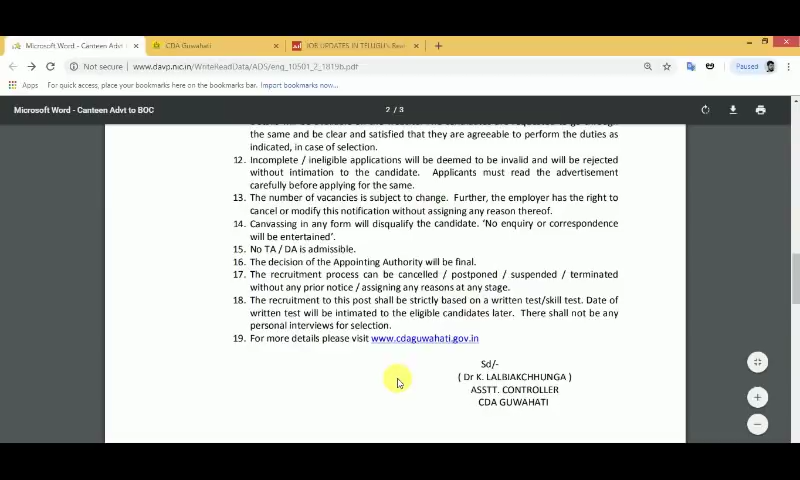 Microsoft Word - Canteen Advt
CDA Guwahati
JOB UPDATES IN TELUGU's
Not secure
www.davp.nic.in/WriteReadData/ADS/eng_10501_2_1819b.pdf
Paused
Apps
For quick access, place your bookmarks here on the bookmarks bar. Import bookmarks now...
Microsoft Word - Canteen Advt to BOC
2 / 3
the same and be clear and satisfied that they are agreeable to perform the duties as
indicated, in case of selection.
12. Incomplete / ineligible applications will be deemed to be invalid and will be rejected
without intimation to the candidate. Applicants must read the advertisement
carefully before applying for the same.
13. The number of vacancies is subject to change. Further, the employer has the right to
cancel or modify this notification without assigning any reason thereof.
14. Canvassing in any form will disqualify the candidate. ‘No enquiry or correspondence
will be entertained’.
15. No TA / DA is admissible.
16. The decision of the Appointing Authority will be final.
17. The recruitment process can be cancelled / postponed / suspended / terminated
without any prior notice / assigning any reasons at any stage.
18. The recruitment to this post shall be strictly based on a written test/skill test. Date of
written test will be intimated to the eligible candidates later. There shall not be any
personal interviews for selection.
19. For more details please visit www.cdaguwahati.gov.in
Sd/-
( Dr K. LALBIAKCHHUNGA )
ASSTT. CONTROLLER
CDA GUWAHATI